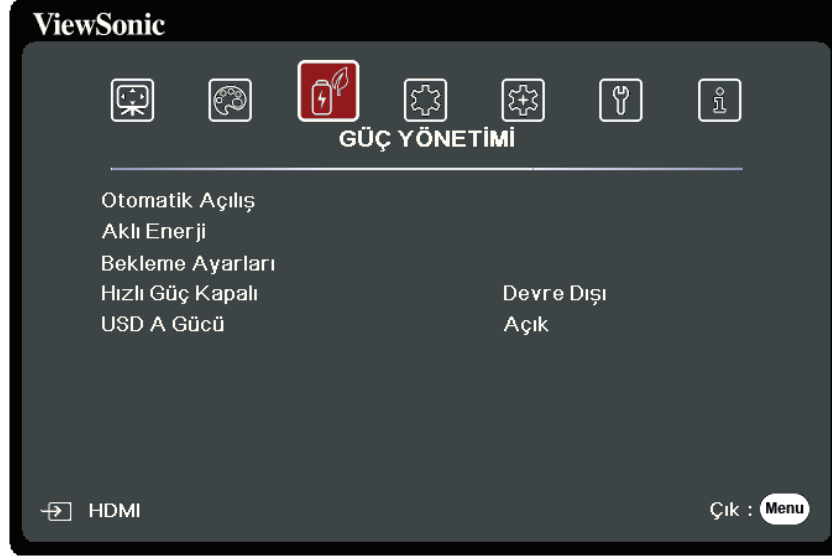 ViewSonic
GÜÇ YÖNETİMİ
Otomatik Açılış
Aklı Enerji
Bekleme Ayarları
Hızlı Güç Kapalı Devre Dışı
USD A Gücü Açık
HDMI Çık : Menu